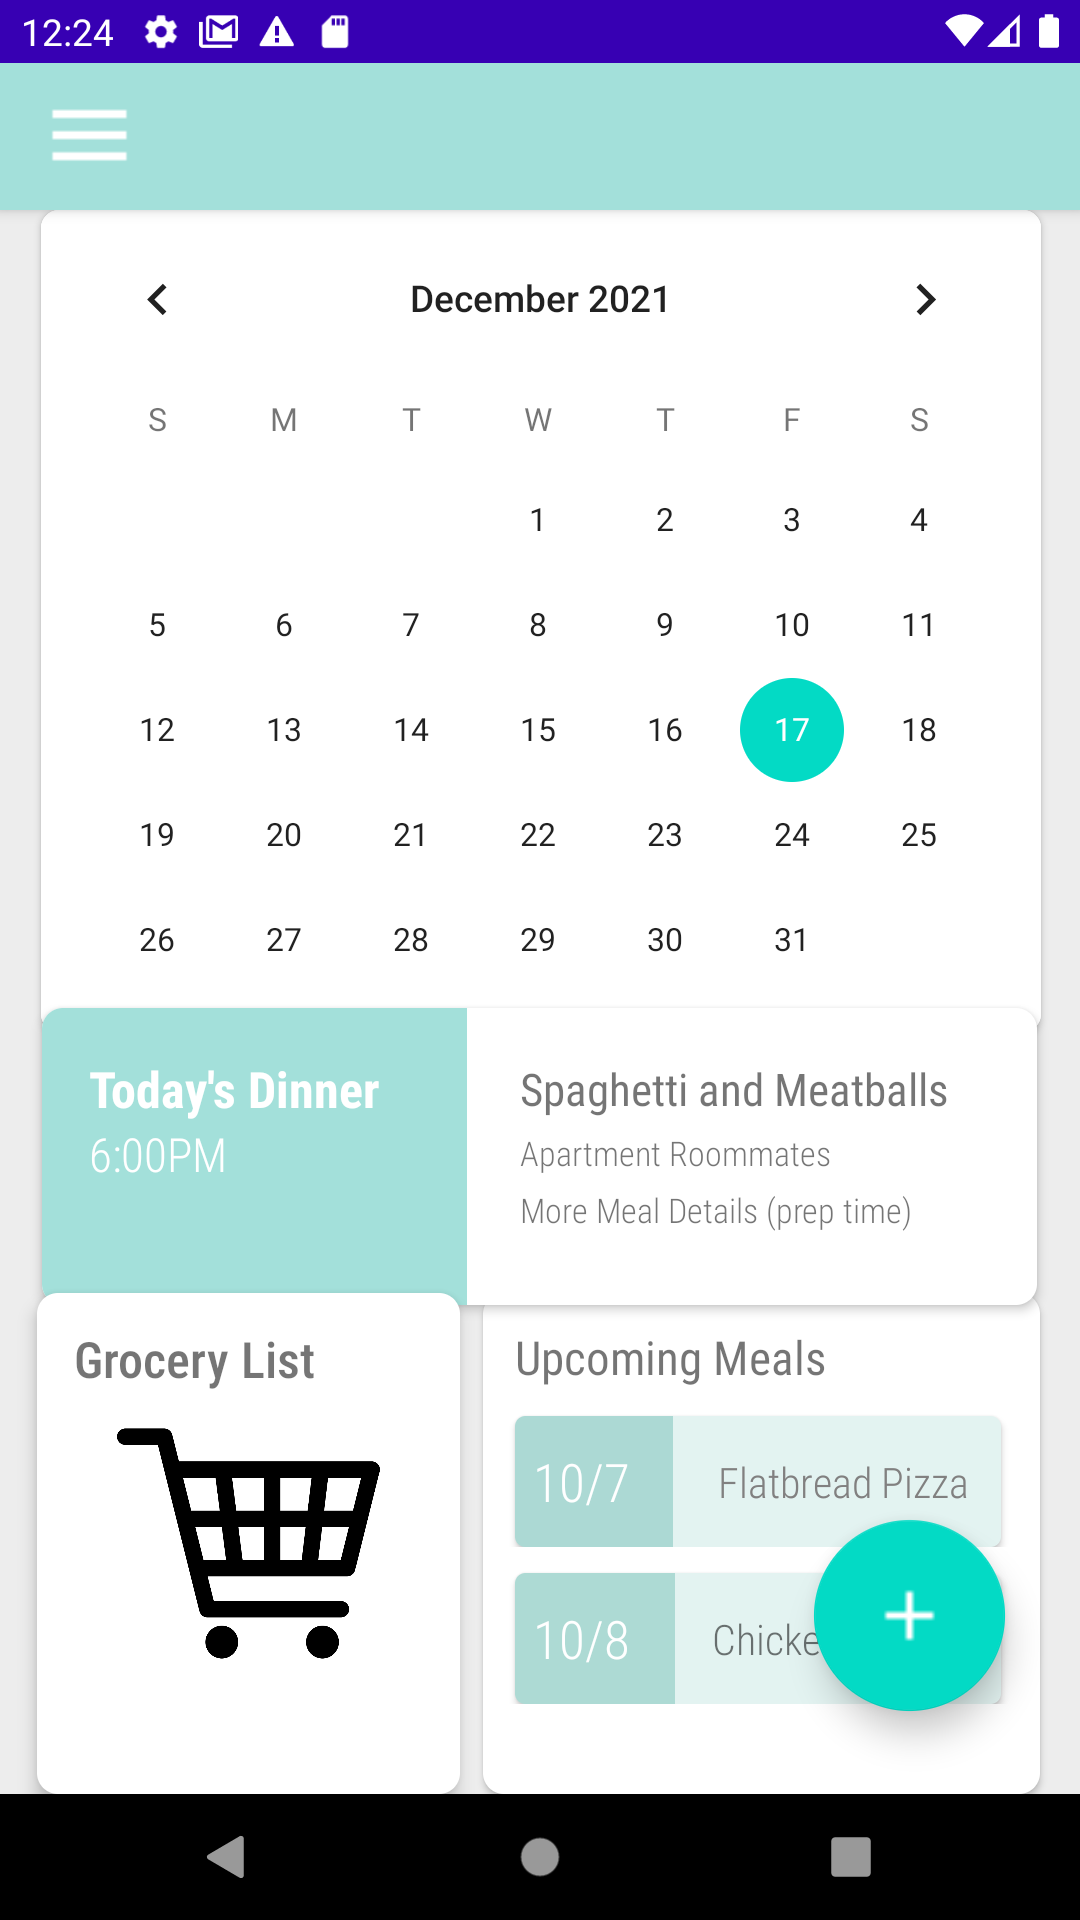 12:24
December 2021
S M T W T F S
1 2 3 4
5 6 7 8 9 10 11
12 13 14 15 16 17 18
19 20 21 22 23 24 25
26 27 28 29 30 31
Today's Dinner
6:00PM
Spaghetti and Meatballs
Apartment Roommates
More Meal Details (prep time)
Grocery List
Upcoming Meals
10/7 Flatbread Pizza
10/8